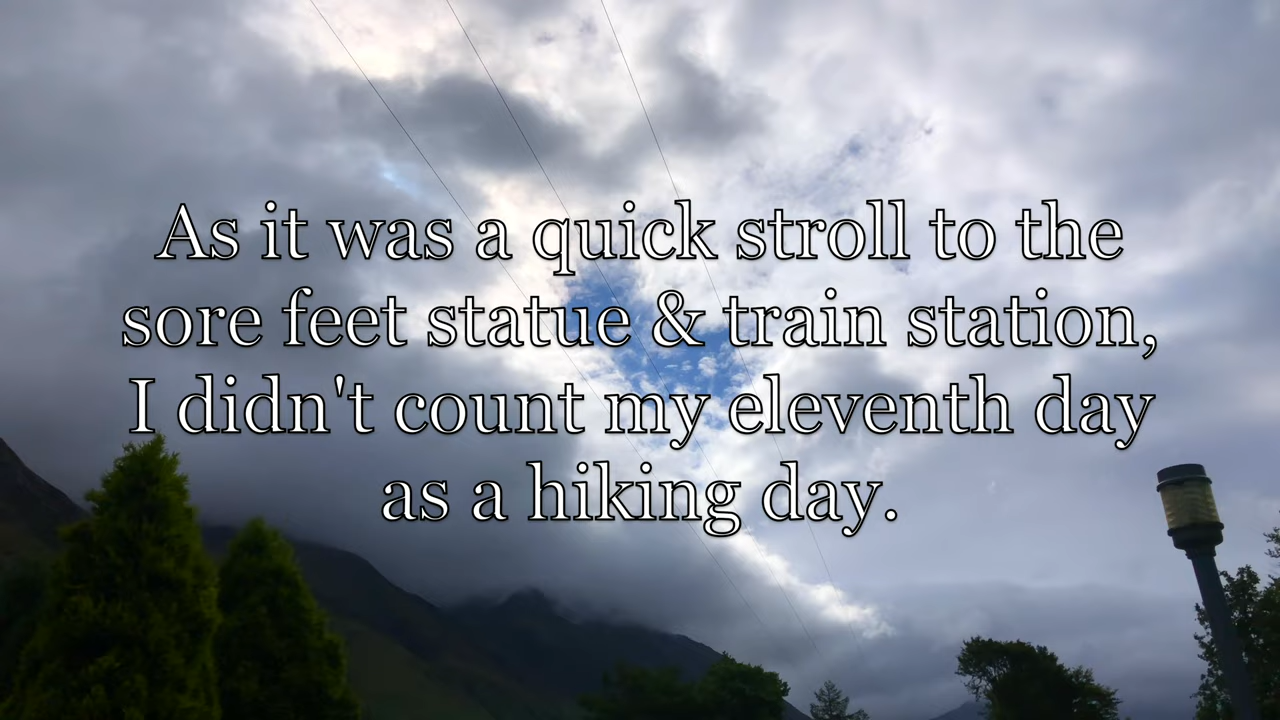 As it was a quick stroll to the
sore feet statue & train station,
I didn't count my eleventh day
as a hiking day.